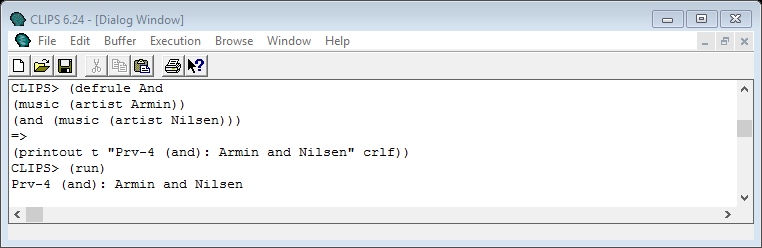 CLIPS 6.24 - [Dialog Window]
File Edit Buffer Execution Browse Window Help
CLIPS> (defrule And
(music (artist Armin))
(and (music (artist Nilsen)))
=>
(printout t "Prv-4 (and): Armin and Nilsen" crlf))
CLIPS> (run)
Prv-4 (and): Armin and Nilsen